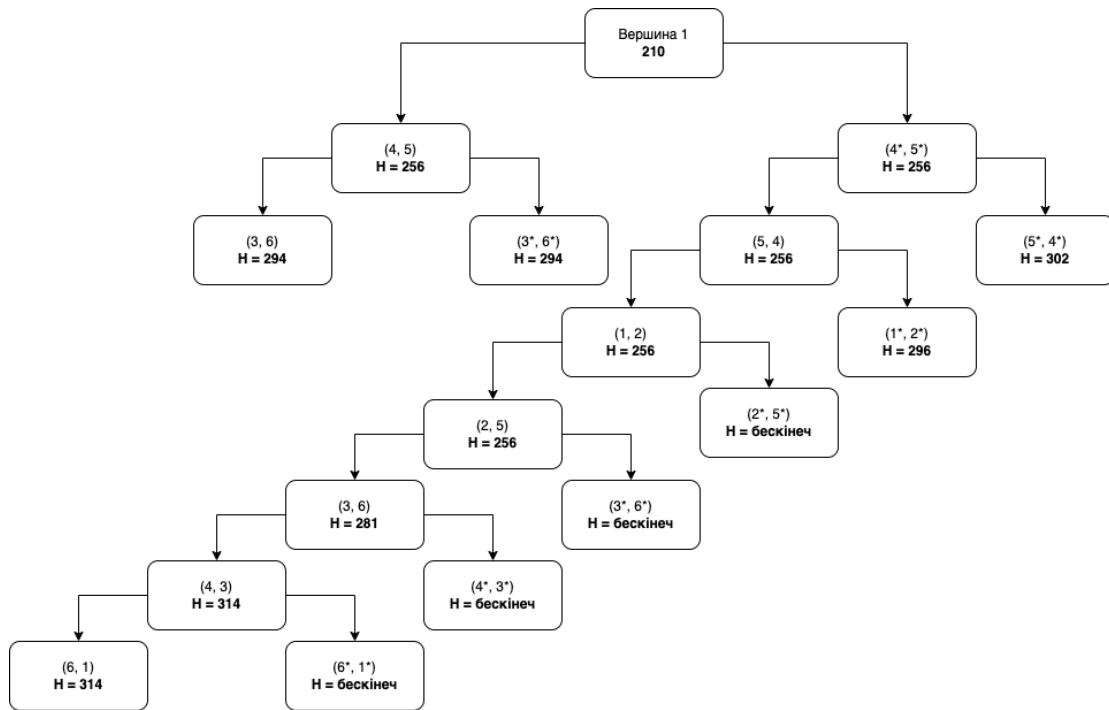 Вершина 1
210
(4, 5)
H = 256
(4*, 5*)
H = 256
(3, 6)
H = 294
(3*, 6*)
H = 294
(5, 4)
H = 256
(5*, 4*)
H = 302
(1, 2)
H = 256
(1*, 2*)
H = 296
(2, 5)
H = 256
(2*, 5*)
H = бескінеч
(3, 6)
H = 281
(3*, 6*)
H = бескінеч
(4, 3)
H = 314
(4*, 3*)
H = бескінеч
(6, 1)
H = 314
(6*, 1*)
H = бескінеч